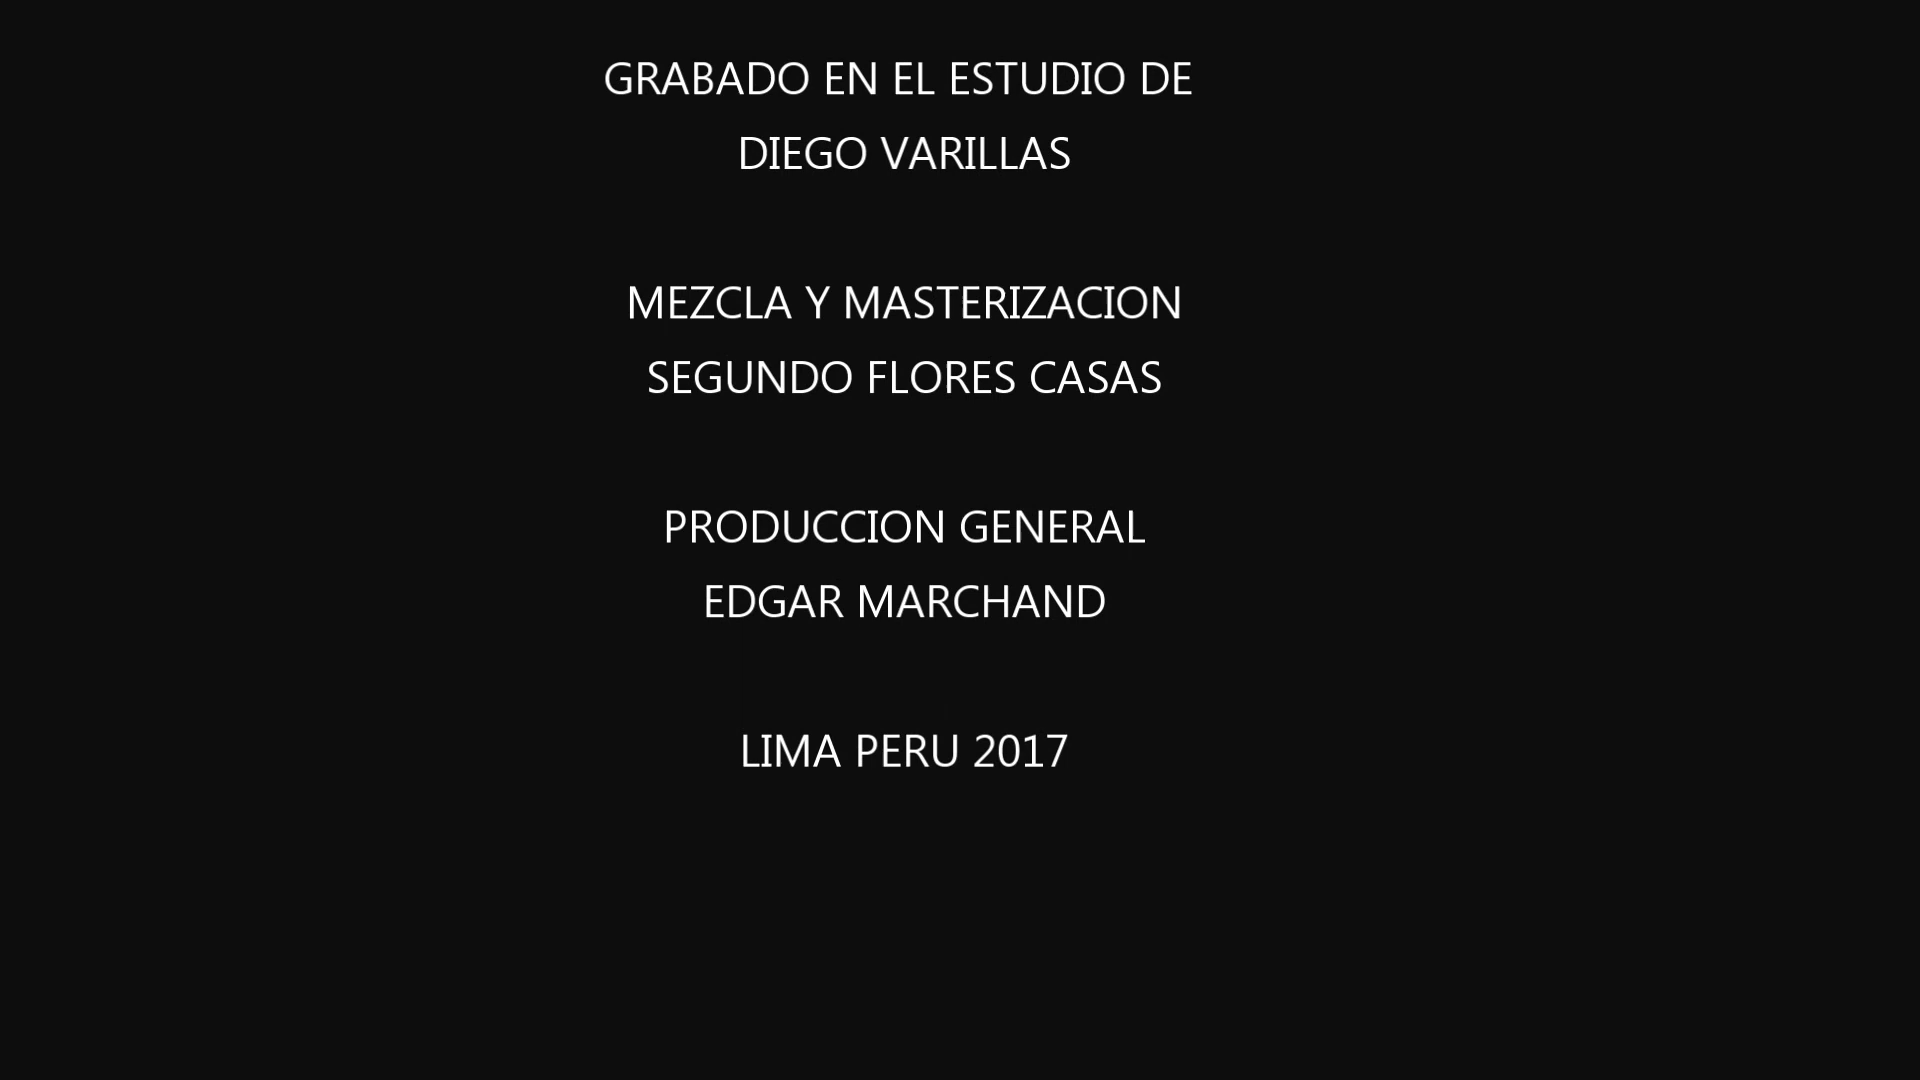 GRABADO EN EL ESTUDIO DE
DIEGO VARILLAS
MEZCLA Y MASTERIZACION
SEGUNDO FLORES CASAS
PRODUCCION GENERAL
EDGAR MARCHAND
LIMA PERU 2017